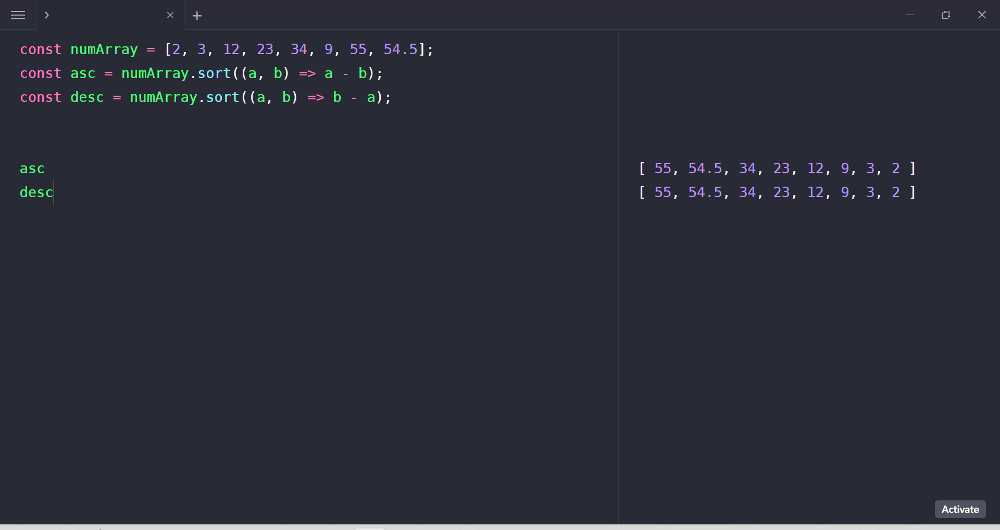 const numArray = [2, 3, 12, 23, 34, 9, 55, 54.5];
const asc = numArray.sort((a, b) => a - b);
const desc = numArray.sort((a, b) => b - a);
asc
[ 55, 54.5, 34, 23, 12, 9, 3, 2 ]
desc
[ 55, 54.5, 34, 23, 12, 9, 3, 2 ]
Activate